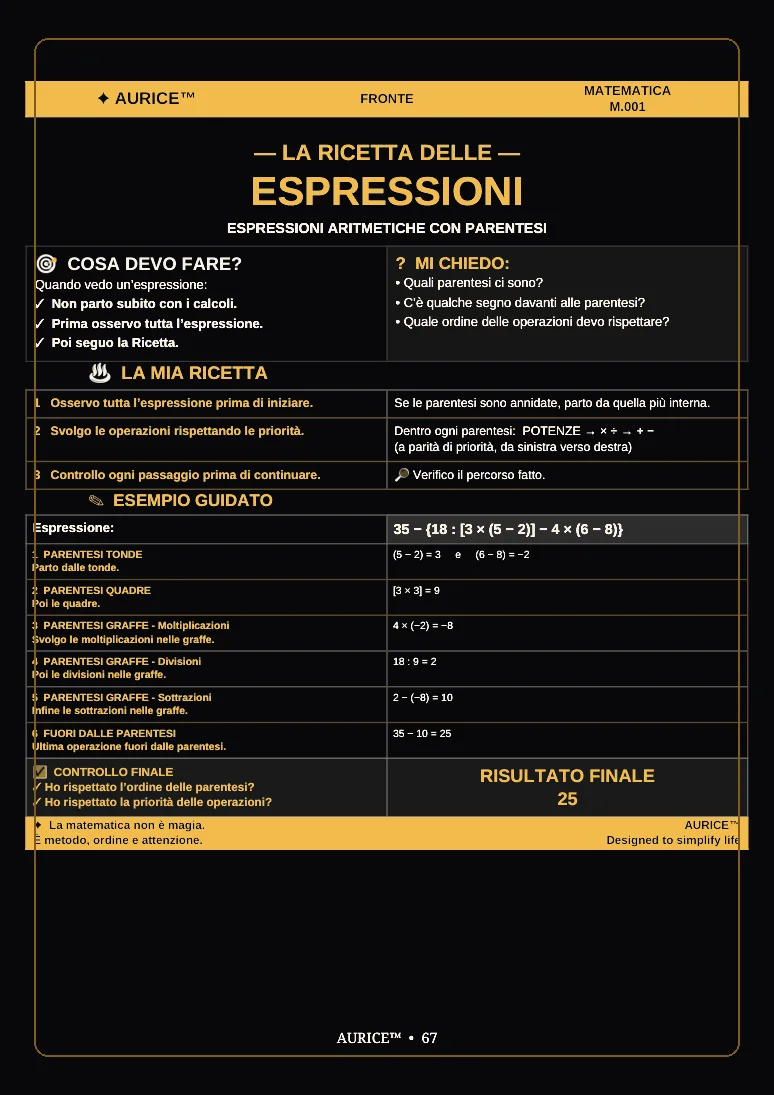 ✦ AURICE™ FRONTE MATEMATICA
M.001
— LA RICETTA DELLE —
ESPRESSIONI
ESPRESSIONI ARITMETICHE CON PARENTESI
🎯 COSA DEVO FARE?
Quando vedo un’espressione:
✓ Non parto subito con i calcoli.
✓ Prima osservo tutta l’espressione.
✓ Poi seguo la Ricetta.
? MI CHIEDO:
• Quali parentesi ci sono?
• C’è qualche segno davanti alle parentesi?
• Quale ordine delle operazioni devo rispettare?
♨ LA MIA RICETTA
1 Osservo tutta l’espressione prima di iniziare.
Se le parentesi sono annidate, parto da quella più interna.
2 Svolgo le operazioni rispettando le priorità.
Dentro ogni parentesi: POTENZE → × ÷ → + −
(a parità di priorità, da sinistra verso destra)
3 Controllo ogni passaggio prima di continuare.
🔎 Verifico il percorso fatto.
✎ ESEMPIO GUIDATO
Espressione:
35 − {18 : [3 × (5 − 2)] − 4 × (6 − 8)}
1 PARENTESI TONDE
Parto dalle tonde.
(5 − 2) = 3 e (6 − 8) = −2
2 PARENTESI QUADRE
Poi le quadre.
[3 × 3] = 9
3 PARENTESI GRAFFE - Moltiplicazioni
Svolgo le moltiplicazioni nelle graffe.
4 × (−2) = −8
4 PARENTESI GRAFFE - Divisioni
Poi le divisioni nelle graffe.
18 : 9 = 2
5 PARENTESI GRAFFE - Sottrazioni
Infine le sottrazioni nelle graffe.
2 − (−8) = 10
6 FUORI DALLE PARENTESI
Ultima operazione fuori dalle parentesi.
35 − 10 = 25
☑ CONTROLLO FINALE
✓ Ho rispettato l’ordine delle parentesi?
✓ Ho rispettato la priorità delle operazioni?
RISULTATO FINALE
25
✦ La matematica non è magia.
È metodo, ordine e attenzione.
AURICE™
Designed to simplify life
AURICE™ • 67